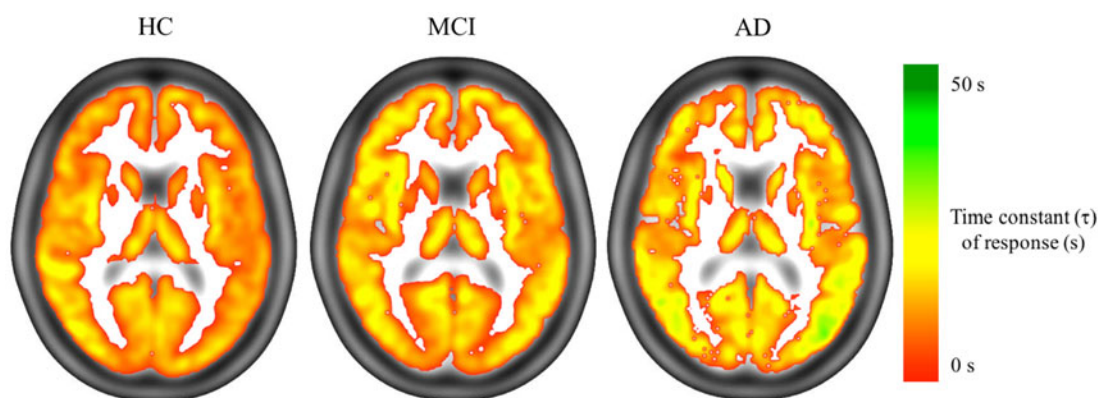 HC
MCI
AD
50 s
Time constant (τ)
of response (s)
0 s